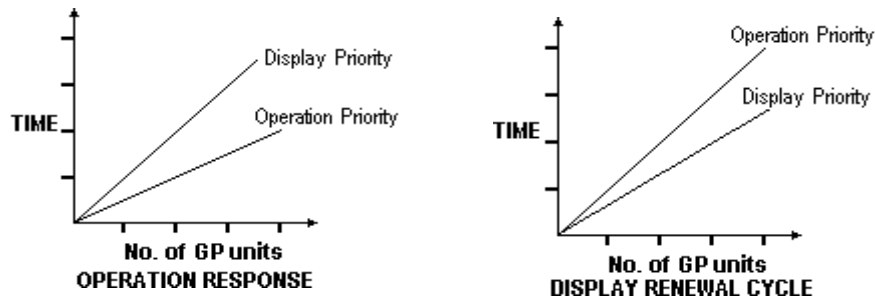 Display Priority
Operation Priority
TIME
No. of GP units
OPERATION RESPONSE
Operation Priority
Display Priority
TIME
No. of GP units
DISPLAY RENEWAL CYCLE